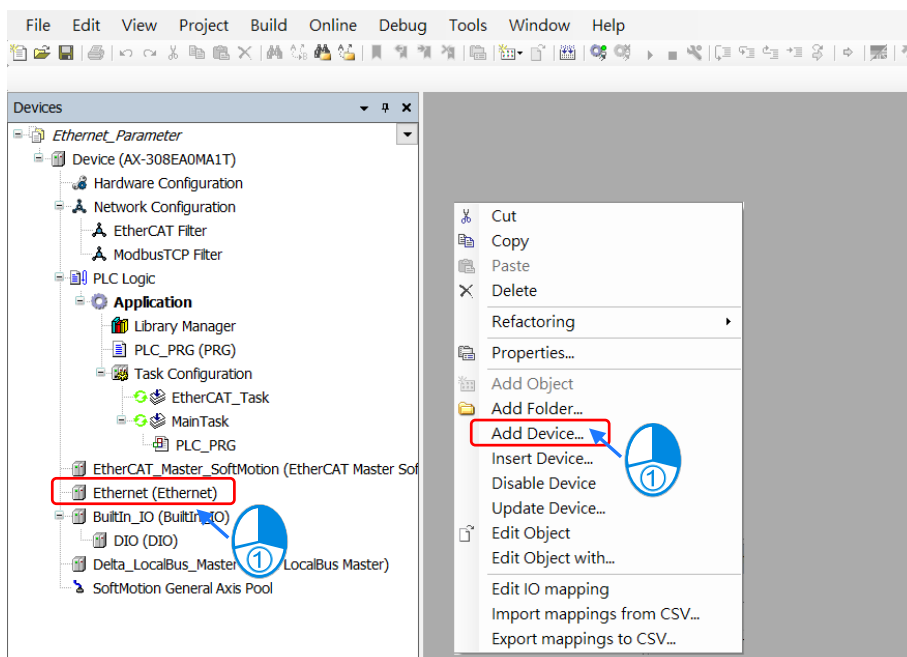 File Edit View Project Build Online Debug Tools Window Help
Devices
Ethernet_Parameter
Device (AX-308EA0MA1T)
Hardware Configuration
Network Configuration
EtherCAT Filter
ModbusTCP Filter
PLC Logic
Application
Library Manager
PLC_PRG (PRG)
Task Configuration
EtherCAT_Task
MainTask
PLC_PRG
EtherCAT_Master_SoftMotion (EtherCAT Master Sof
Ethernet (Ethernet)
BuiltIn_IO (BuiltIn_IO)
DIO (DIO)
1
Delta_LocalBus_Master LocalBus Master)
SoftMotion General Axis Pool
Cut
Copy
Paste
Delete
Refactoring
Properties...
Add Object
Add Folder...
Add Device...
Insert Device...
1
Disable Device
Update Device...
Edit Object
Edit Object with...
Edit IO mapping
Import mappings from CSV...
Export mappings to CSV...